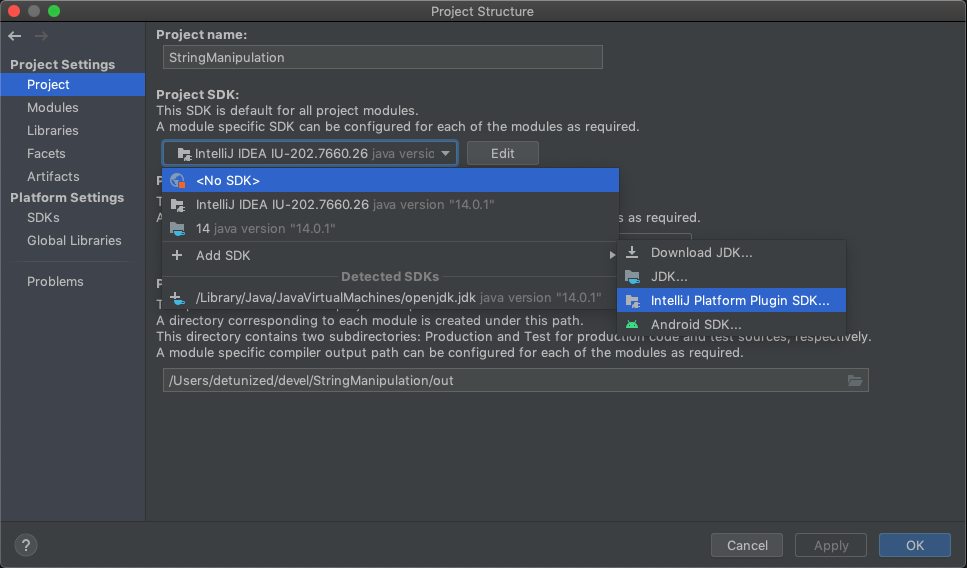 Project Structure
Project Settings
Project
Modules
Libraries
Facets
Artifacts
Platform Settings
SDKs
Global Libraries
Problems
Project name:
StringManipulation
Project SDK:
This SDK is default for all project modules.
A module specific SDK can be configured for each of the modules as required.
IntelliJ IDEA IU-202.7660.26 java versio
Edit
<No SDK>
IntelliJ IDEA IU-202.7660.26 java version "14.0.1"
14 java version "14.0.1"
s as required.
Add SDK
Detected SDKs
/Library/Java/JavaVirtualMachines/openjdk.jdk java version "14.0.1"
Download JDK...
JDK...
IntelliJ Platform Plugin SDK...
Android SDK...
A directory corresponding to each module is created under this path.
This directory contains two subdirectories: Production and Test for production code and test sources, respectively.
A module specific compiler output path can be configured for each of the modules as required.
/Users/detunized/devel/StringManipulation/out
?
Cancel
Apply
OK